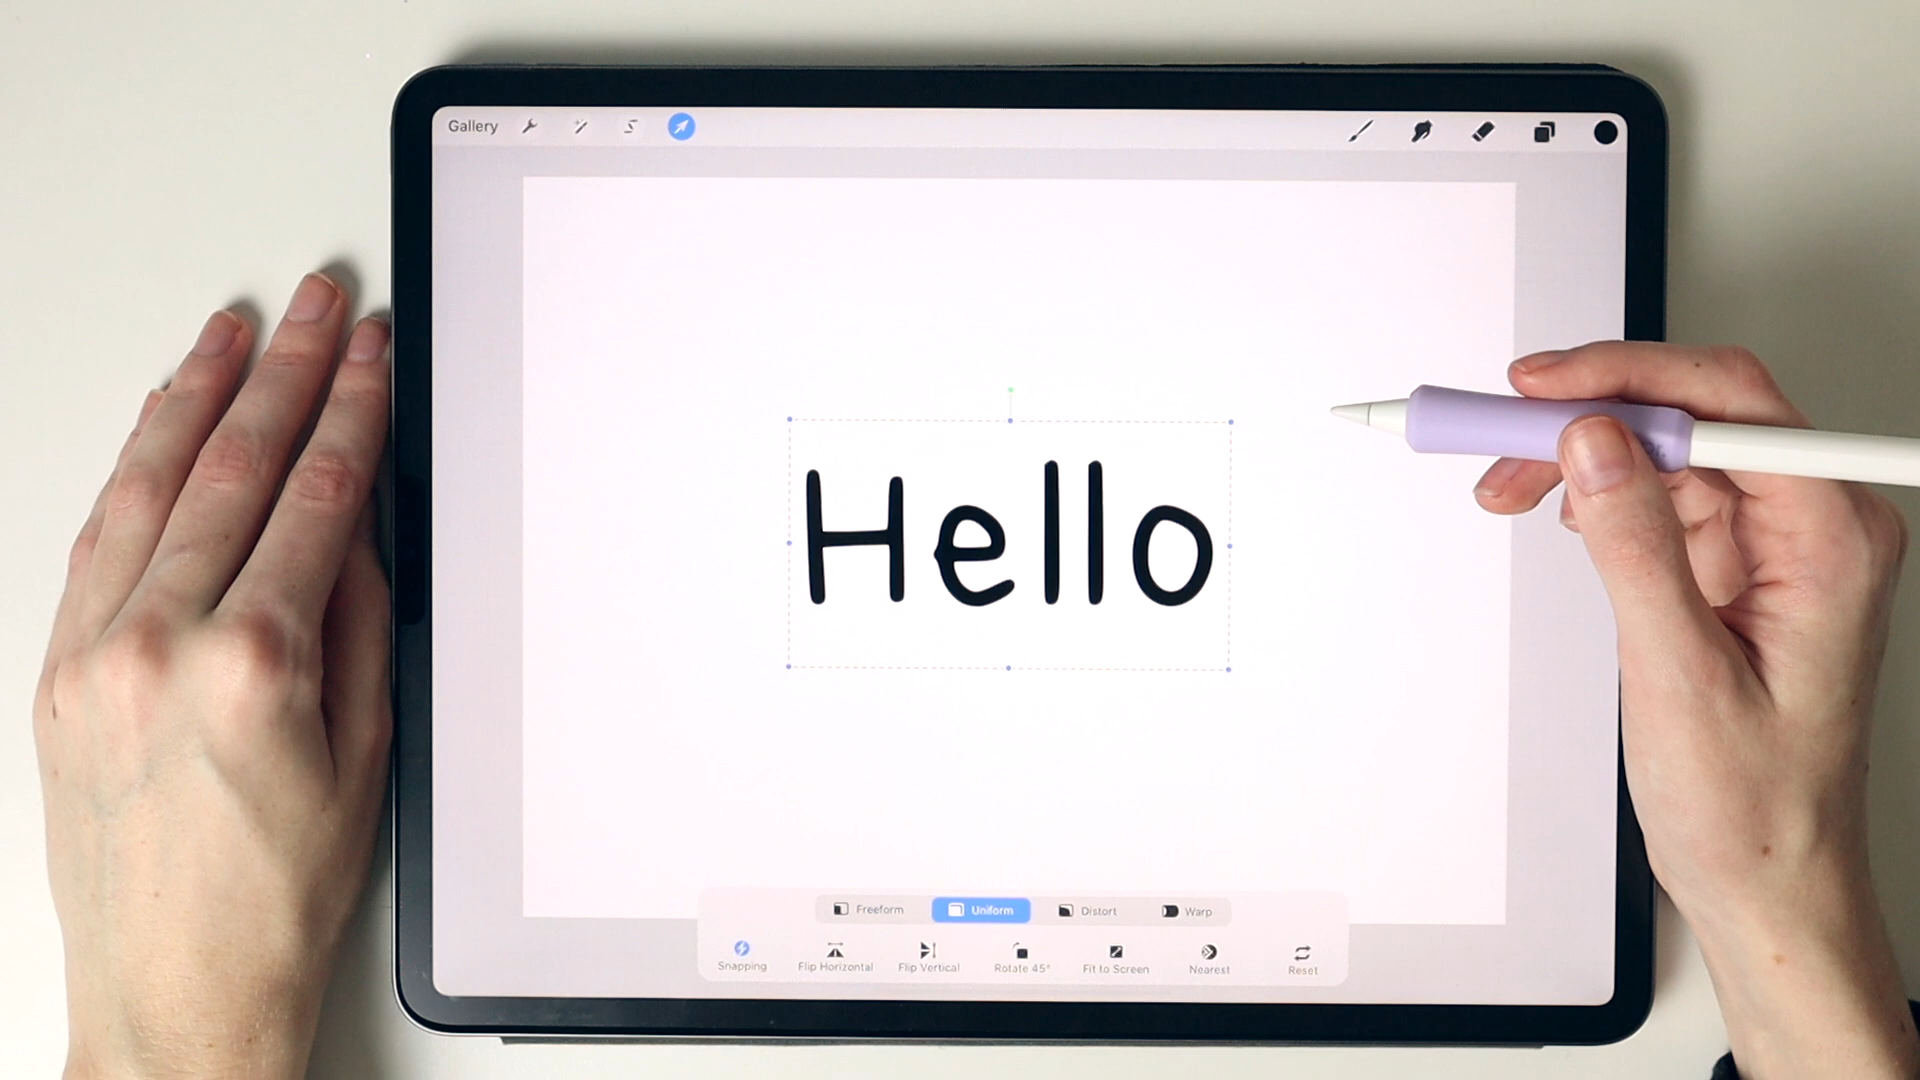 Gallery
Hello
Freeform Uniform Distort Warp
Snapping Flip Horizontal Flip Vertical Rotate 45° Fit to Screen Nearest Reset